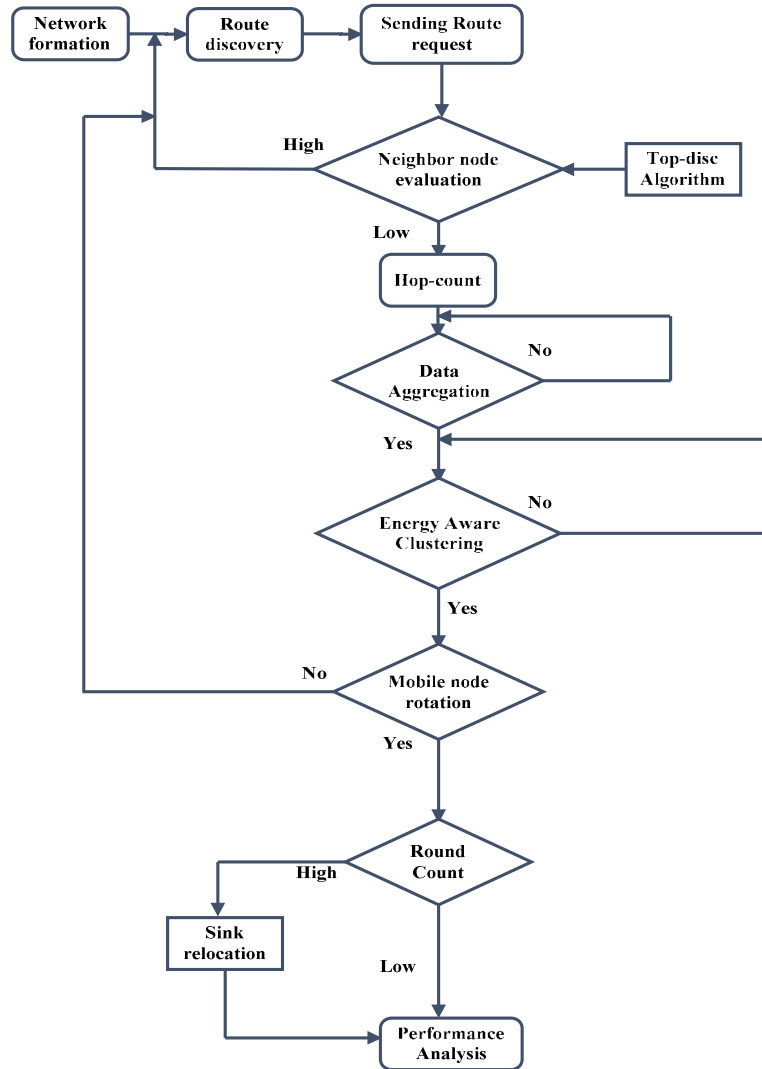 Network
formation
Route
discovery
Sending Route
request
High
Neighbor node
evaluation
Top-disc
Algorithm
Low
Hop-count
No
Data
Aggregation
Yes
No
Energy Aware
Clustering
Yes
No
Mobile node
rotation
Yes
Round
Count
High
Sink
relocation
Low
Performance
Analysis